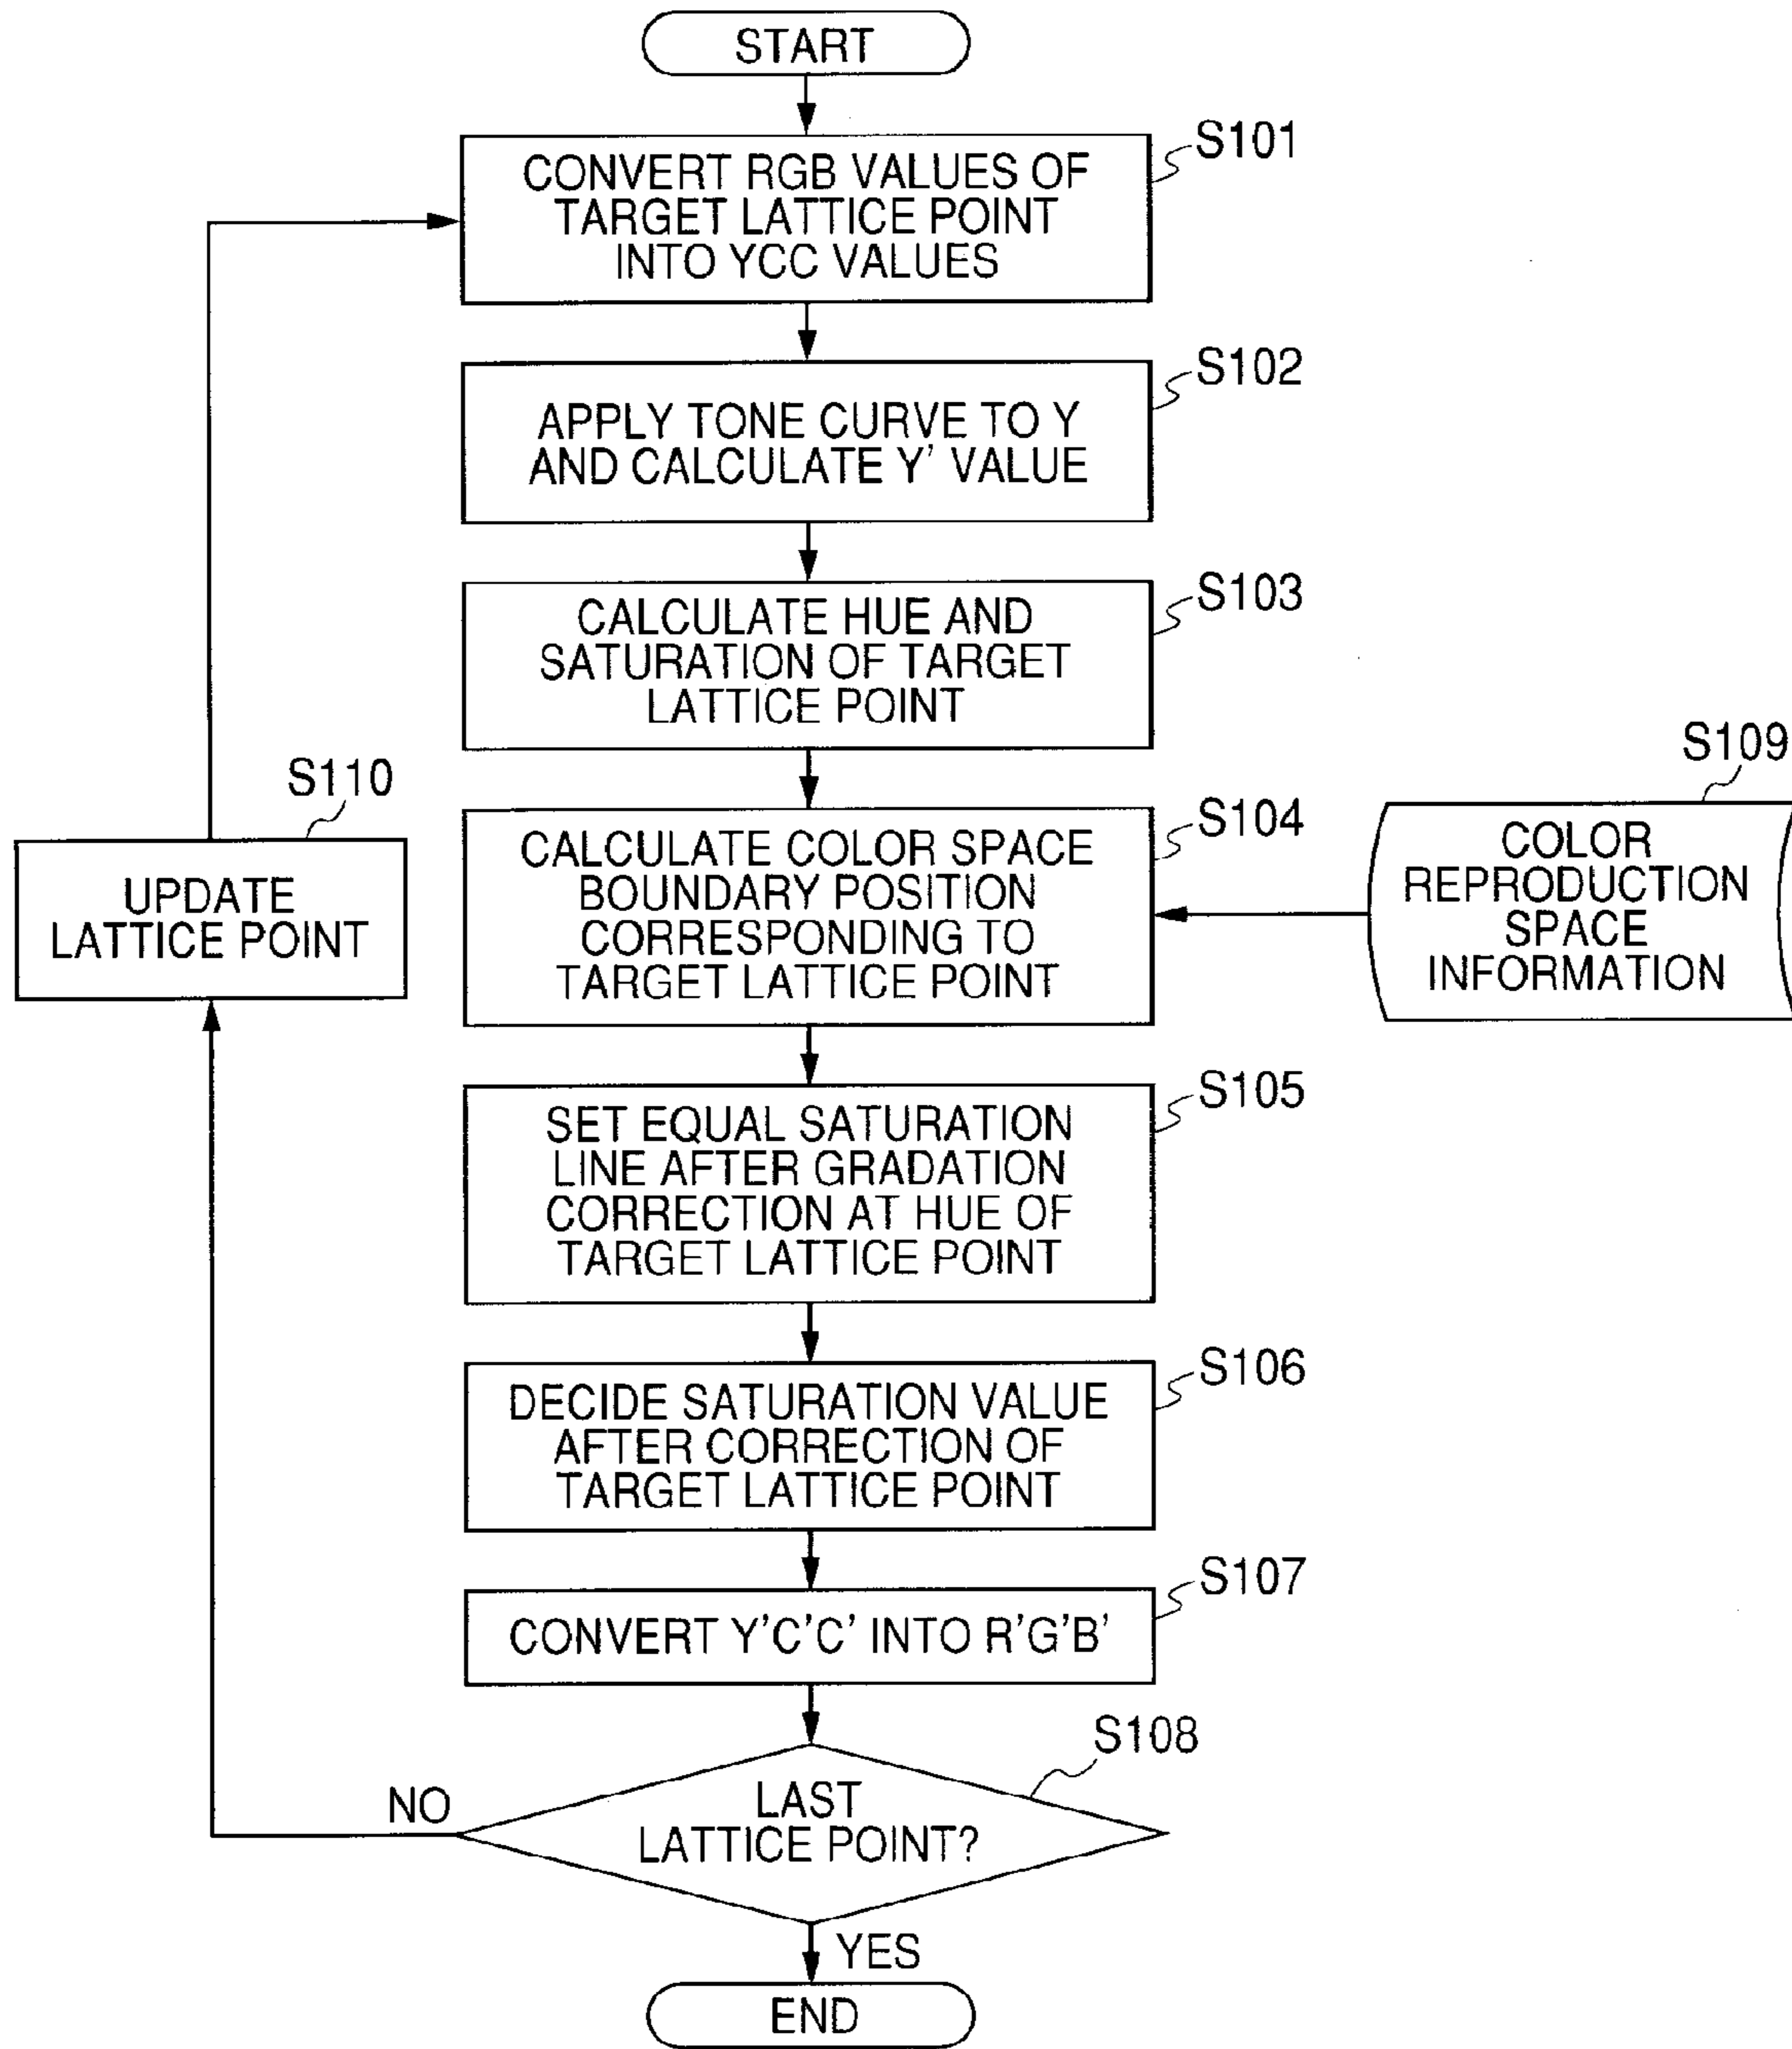 START
S101
CONVERT RGB VALUES OF
TARGET LATTICE POINT
INTO YCC VALUES
S102
APPLY TONE CURVE TO Y
AND CALCULATE Y' VALUE
S103
CALCULATE HUE AND
SATURATION OF TARGET
LATTICE POINT
S104
CALCULATE COLOR SPACE
BOUNDARY POSITION
CORRESPONDING TO
TARGET LATTICE POINT
S109
COLOR
REPRODUCTION
SPACE
INFORMATION
S110
UPDATE
LATTICE POINT
S105
SET EQUAL SATURATION
LINE AFTER GRADATION
CORRECTION AT HUE OF
TARGET LATTICE POINT
S106
DECIDE SATURATION VALUE
AFTER CORRECTION OF
TARGET LATTICE POINT
S107
CONVERT Y'C'C' INTO R'G'B'
S108
LAST
LATTICE POINT?
NO
YES
END